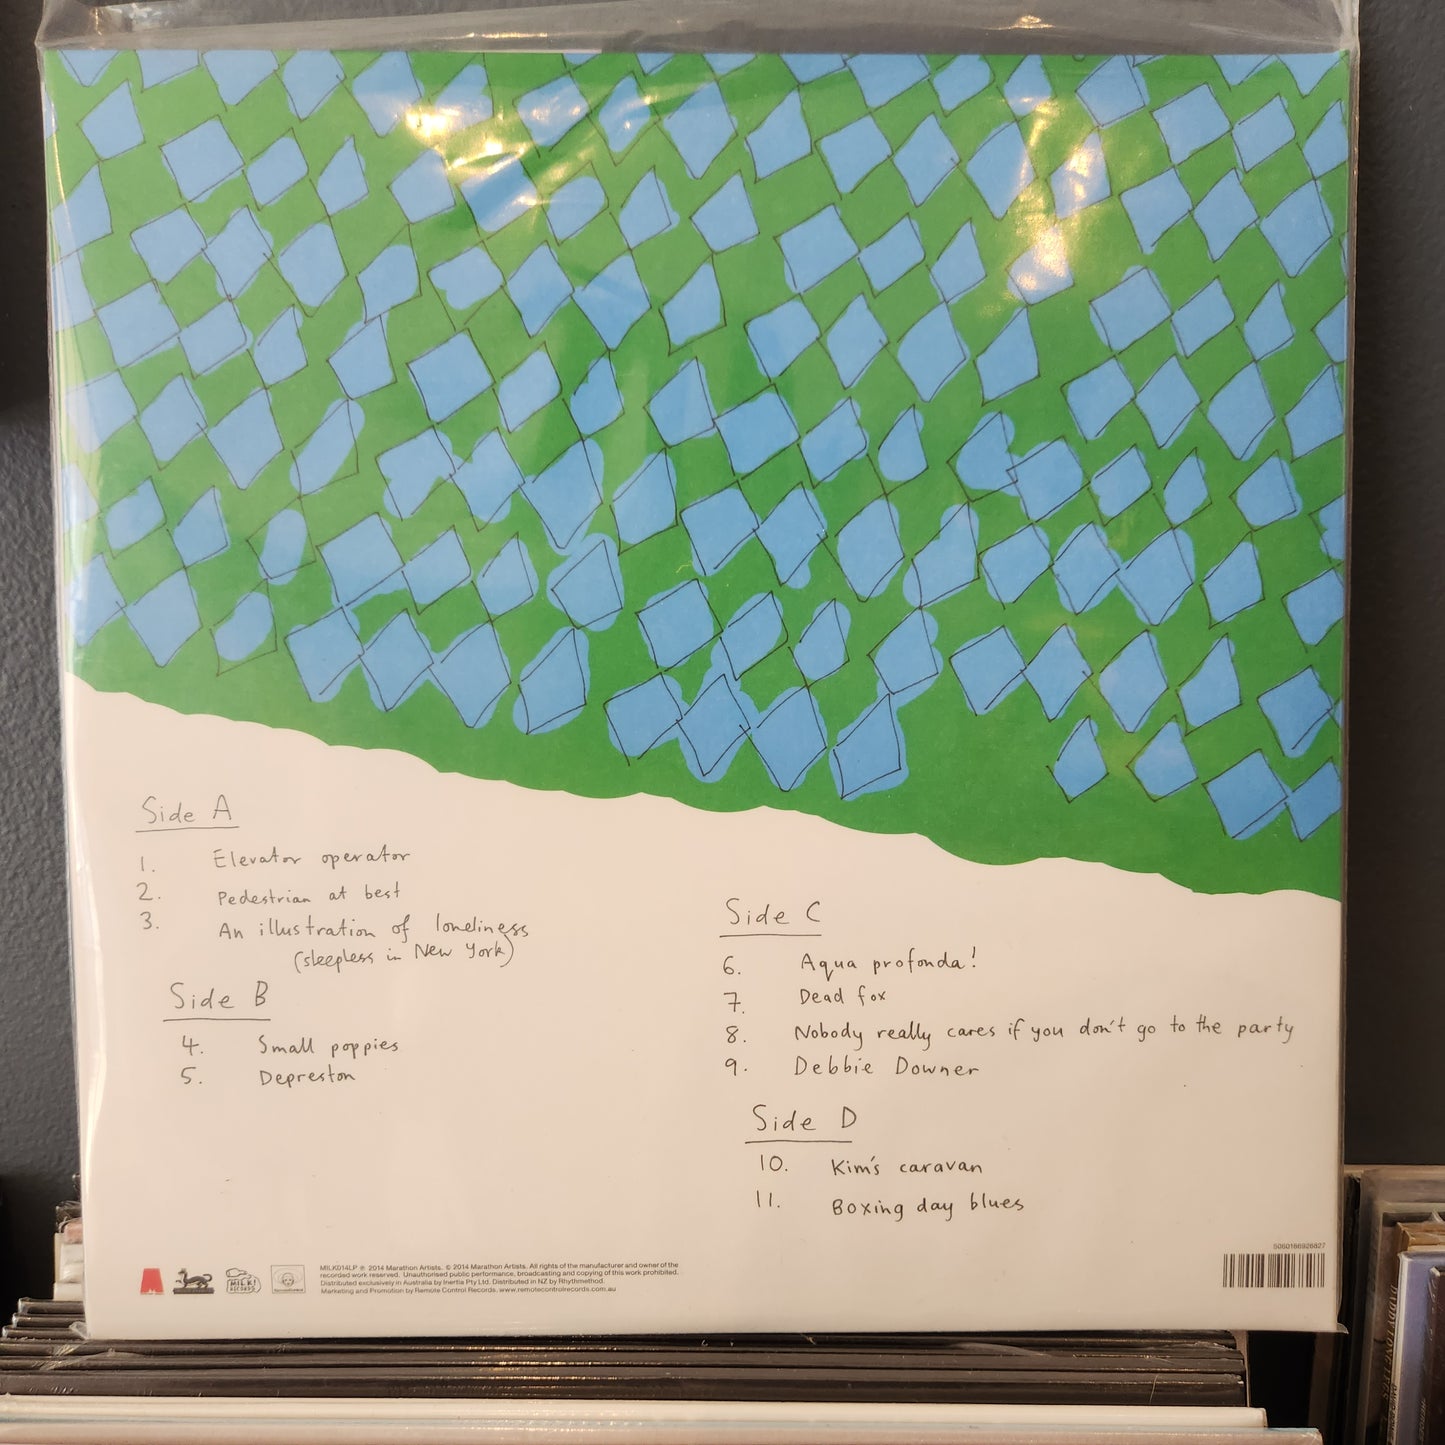 Side A
1. Elevator operator
2. Pedestrian at best
3. An illustration of loneliness
(sleepless in New York)
Side B
4. Small poppies
5. Depreston
Side C
6. Aqua profonda!
7. Dead fox
8. Nobody really cares if you don't go to the party
9. Debbie Downer
Side D
10. Kim's caravan
11. Boxing day blues
MILK! RECORDS
MILK014LP ℗ 2014 Marathon Artists. © 2014 Marathon Artists. All rights of the manufacturer and owner of the
recorded work reserved. Unauthorised public performance, broadcasting and copying of this work prohibited.
Distributed exclusively in Australia by Inertia Pty Ltd. Distributed in NZ by Rhythmethod.
Marketing and Promotion by Remote Control Records. www.remotecontrolrecords.com.au
5060186926827